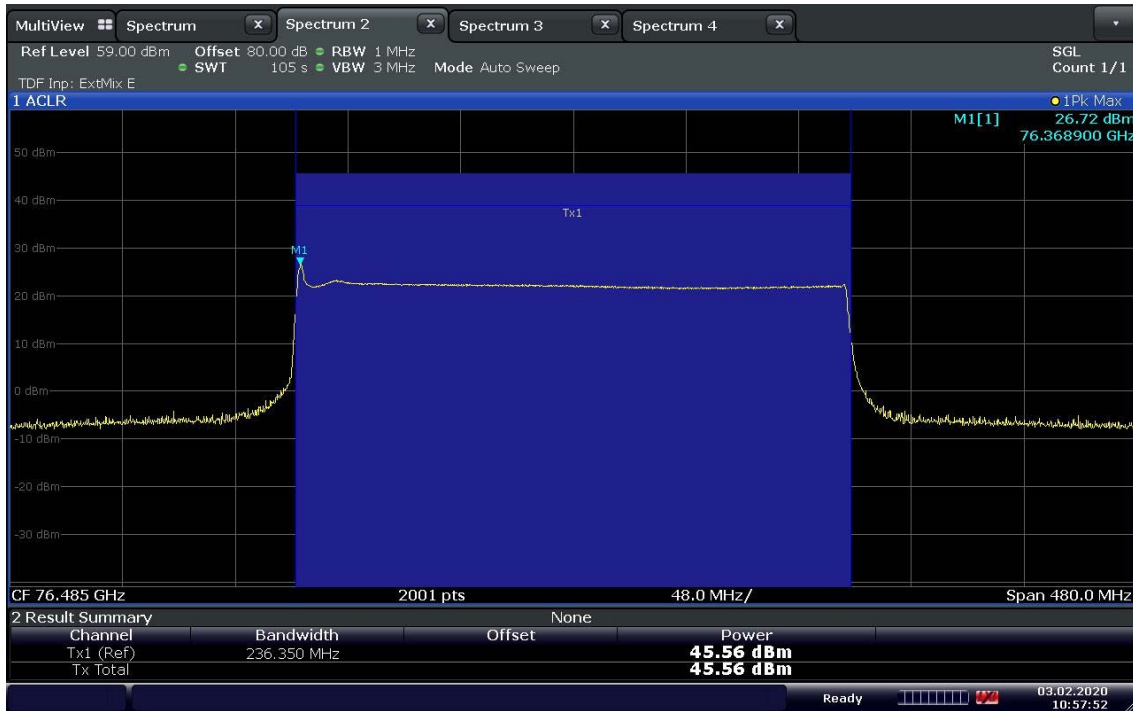 MultiView Spectrum X Spectrum 2 X Spectrum 3 X Spectrum 4 X
Ref Level 59.00 dBm Offset 80.00 dB RBW 1 MHz SGL
SWT 105 s VBW 3 MHz Mode Auto Sweep Count 1/1
TDF Inp: ExtMix E
1 ACLR 1Pk Max
M1[1] 26.72 dBm
76.368900 GHz
50 dBm
40 dBm
Tx1
30 dBm
M1
20 dBm
10 dBm
0 dBm
-10 dBm
-20 dBm
-30 dBm
CF 76.485 GHz 2001 pts 48.0 MHz/ Span 480.0 MHz
2 Result Summary None
Channel Bandwidth Offset Power
Tx1 (Ref) 236.350 MHz 45.56 dBm
Tx Total 45.56 dBm
Ready 03.02.2020
10:57:52